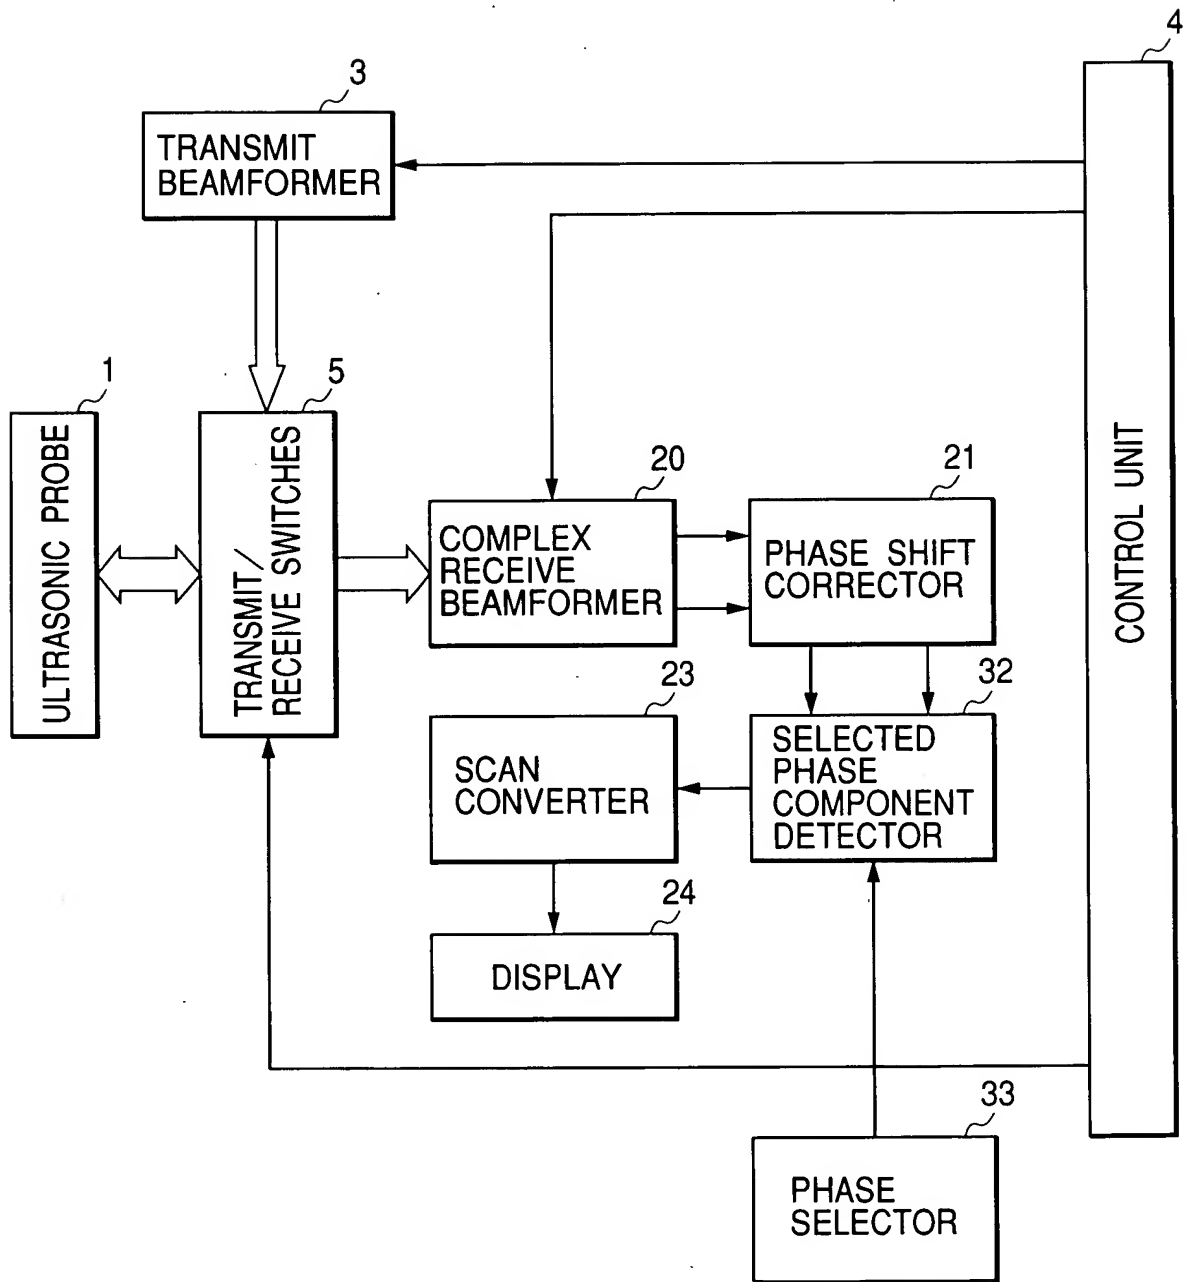 4
3
TRANSMIT
BEAMFORMER
1
ULTRASONIC PROBE
5
TRANSMIT/
RECEIVE SWITCHES
20
COMPLEX
RECEIVE
BEAMFORMER
21
PHASE SHIFT
CORRECTOR
CONTROL UNIT
23
SCAN
CONVERTER
32
SELECTED
PHASE
COMPONENT
DETECTOR
24
DISPLAY
33
PHASE
SELECTOR